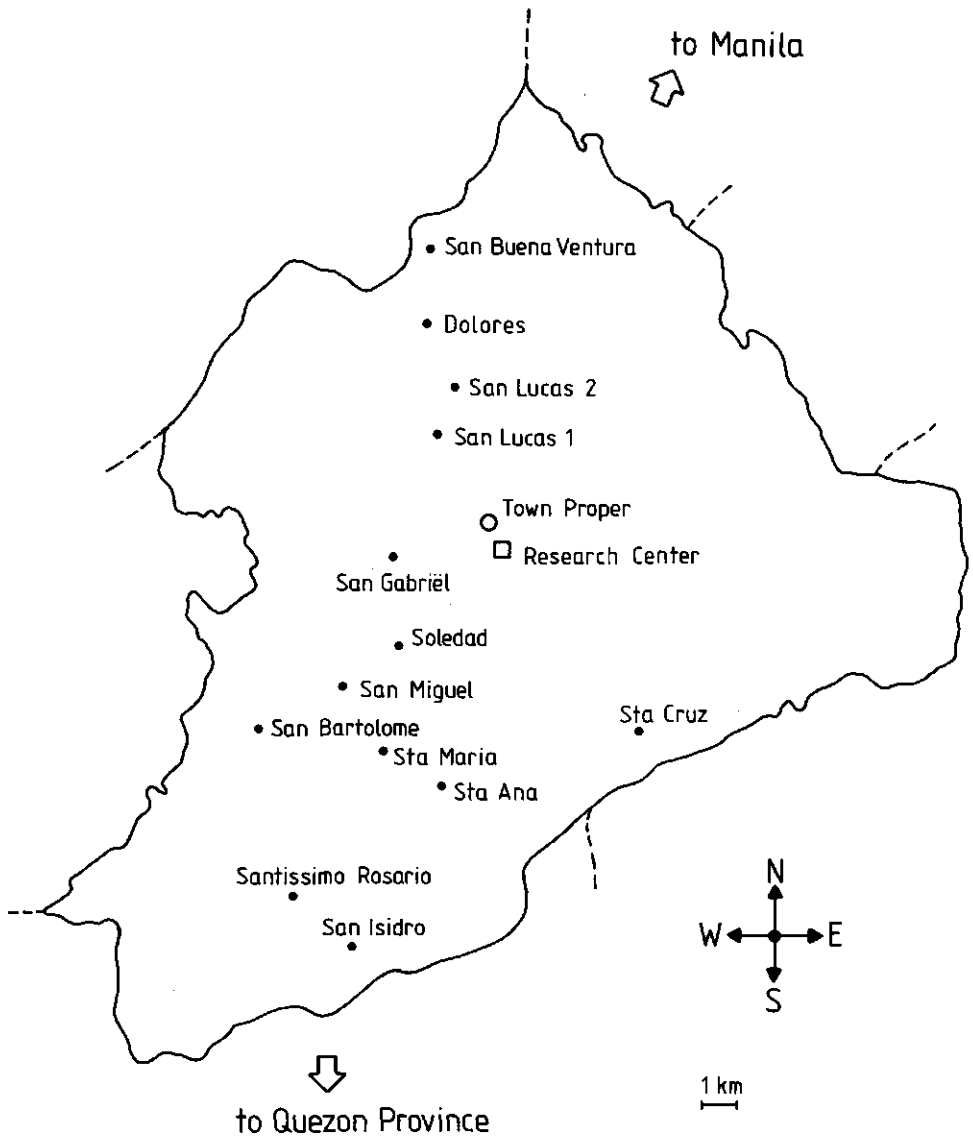 to Manila
San Buena Ventura
Dolores
San Lucas 2
San Lucas 1
Town Proper
Research Center
San Gabriël
Soledad
San Miguel
Sta Cruz
San Bartolome
Sta Maria
Sta Ana
Santissimo Rosario
San Isidro
N
W E
S
1 km
to Quezon Province